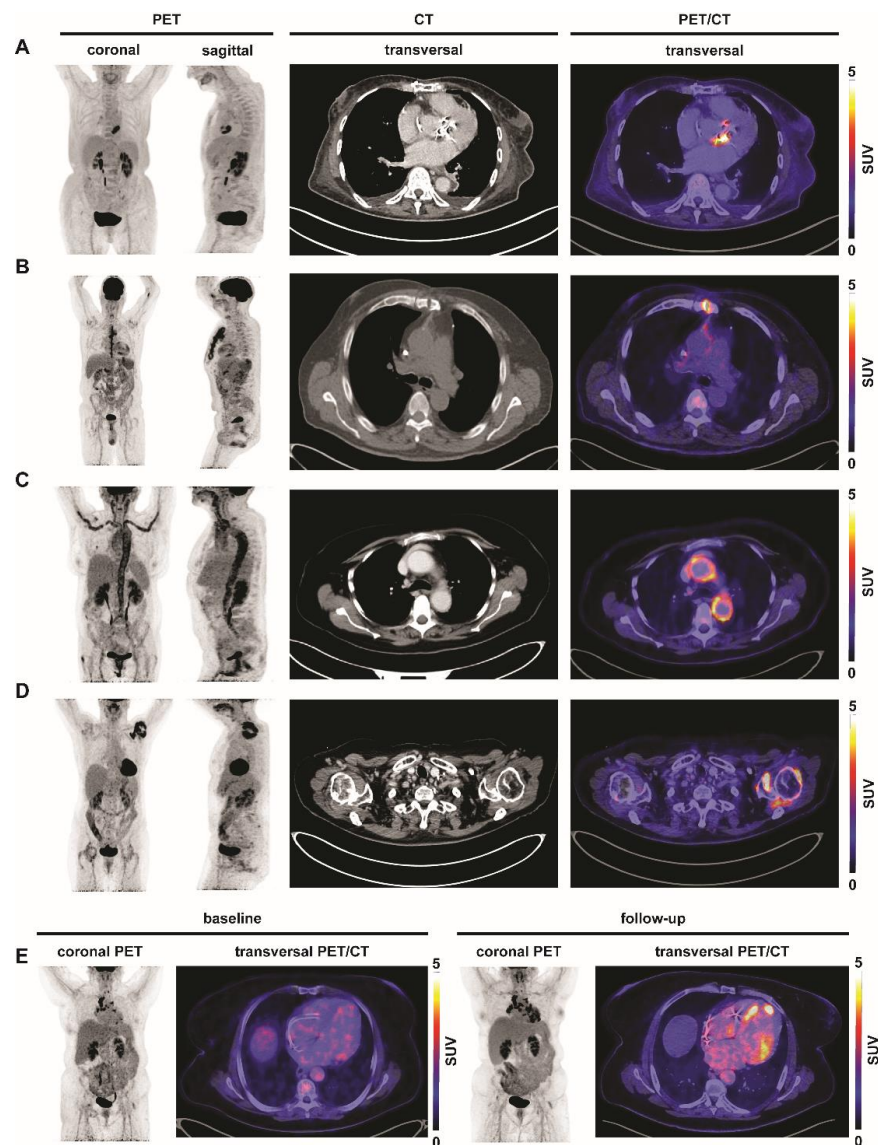 PET CT PET/CT
A coronal sagittal transversal transversal
5
SUV
0
B
5
SUV
0
C
5
SUV
0
D
5
SUV
0
baseline follow-up
E coronal PET transversal PET/CT coronal PET transversal PET/CT
5 5
SUV SUV
0 0